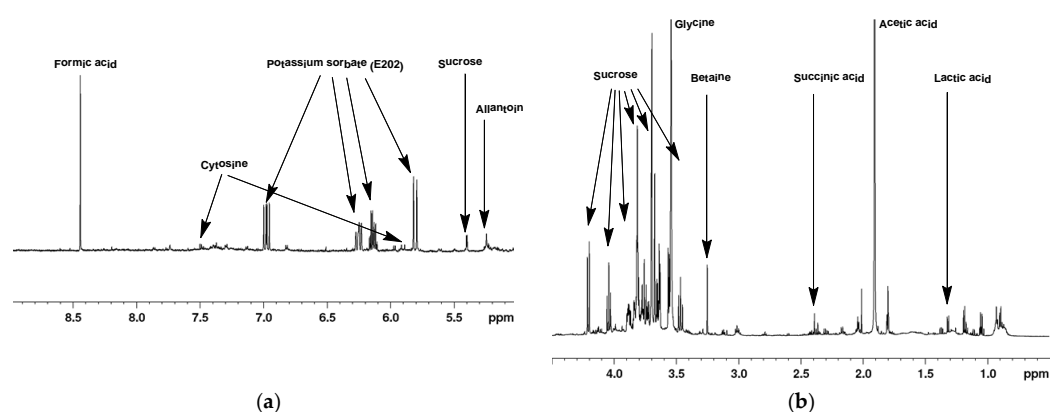 Formic acid
Potassium sorbate (E202)
Sucrose
Allantoin
Cytosine
8.5 8.0 7.5 7.0 6.5 6.0 5.5 ppm
(a)
Glycine
Acetic acid
Sucrose
Betaine
Succinic acid
Lactic acid
4.0 3.5 3.0 2.5 2.0 1.5 1.0 ppm
(b)